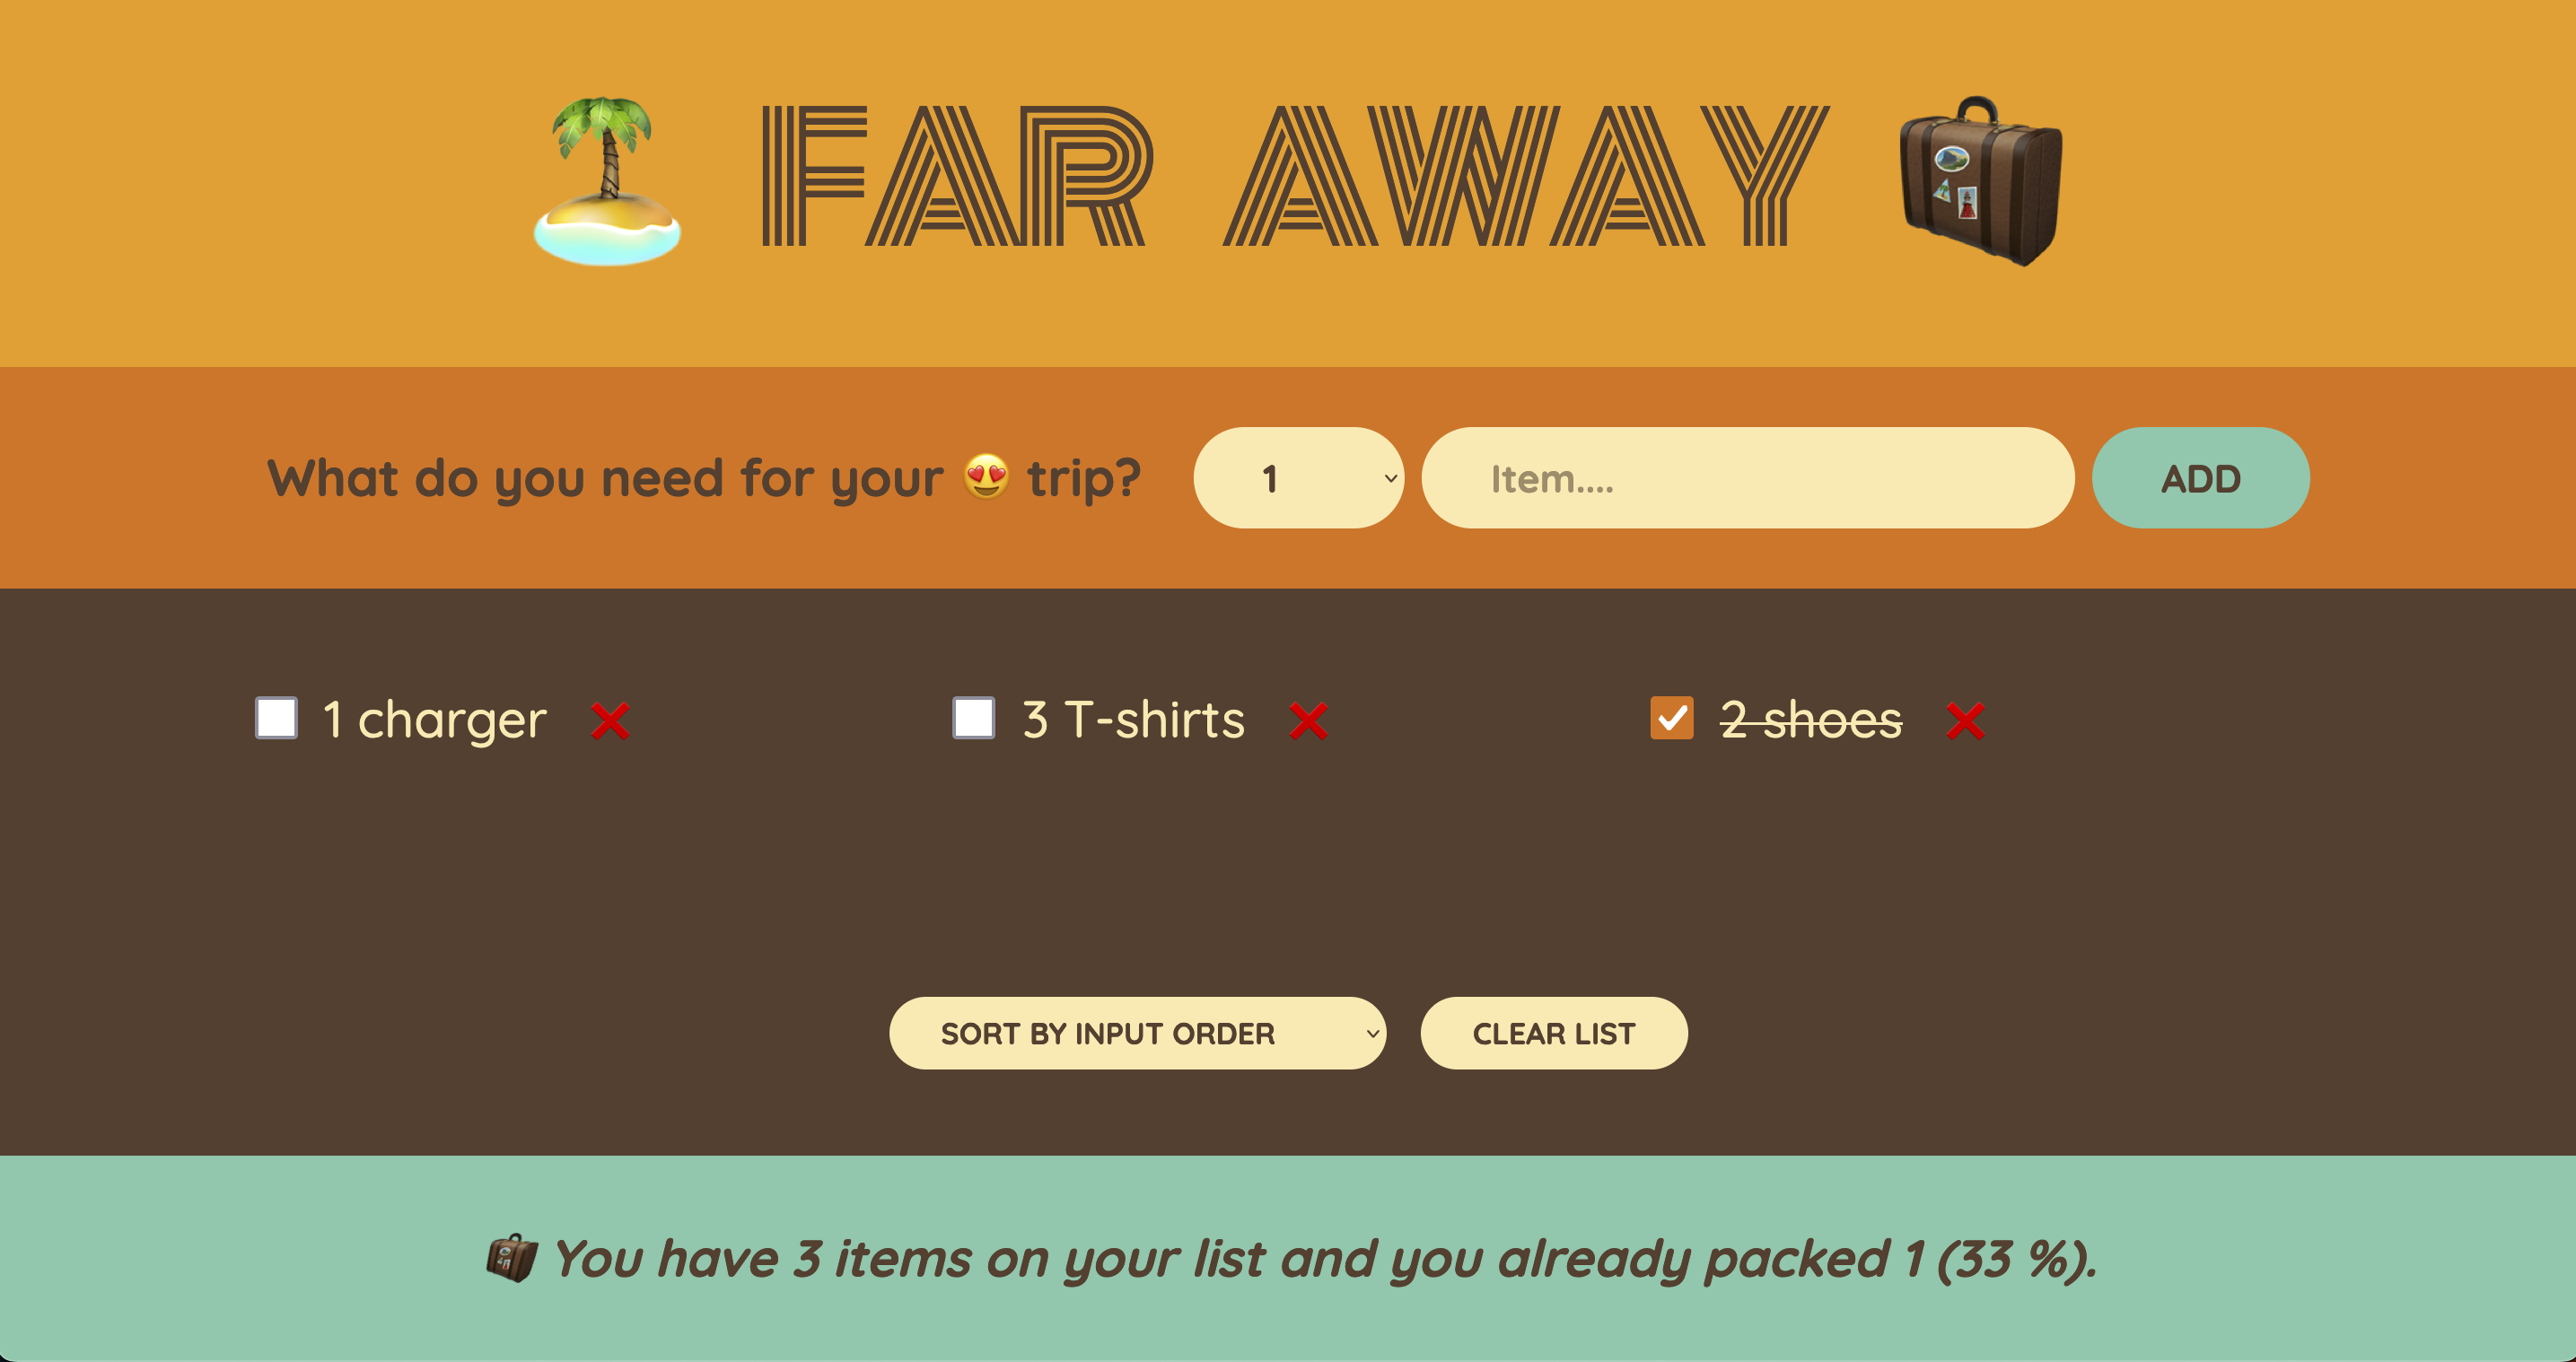 FAR AWAY
What do you need for your 😍 trip? 1 Item.... ADD
1 charger ❌ 3 T-shirts ❌ 2 shoes ❌
SORT BY INPUT ORDER CLEAR LIST
You have 3 items on your list and you already packed 1 (33 %).